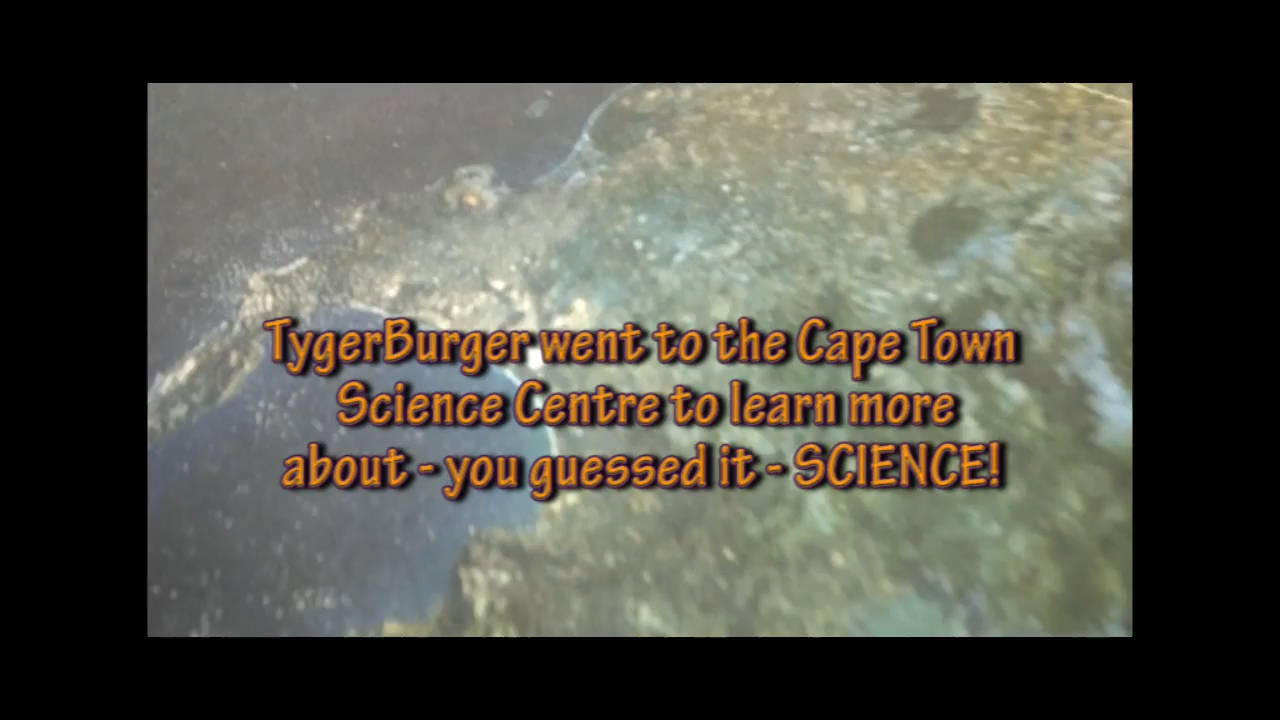 TygerBurger went to the Cape Town
Science Centre to learn more
about - you guessed it - SCIENCE!